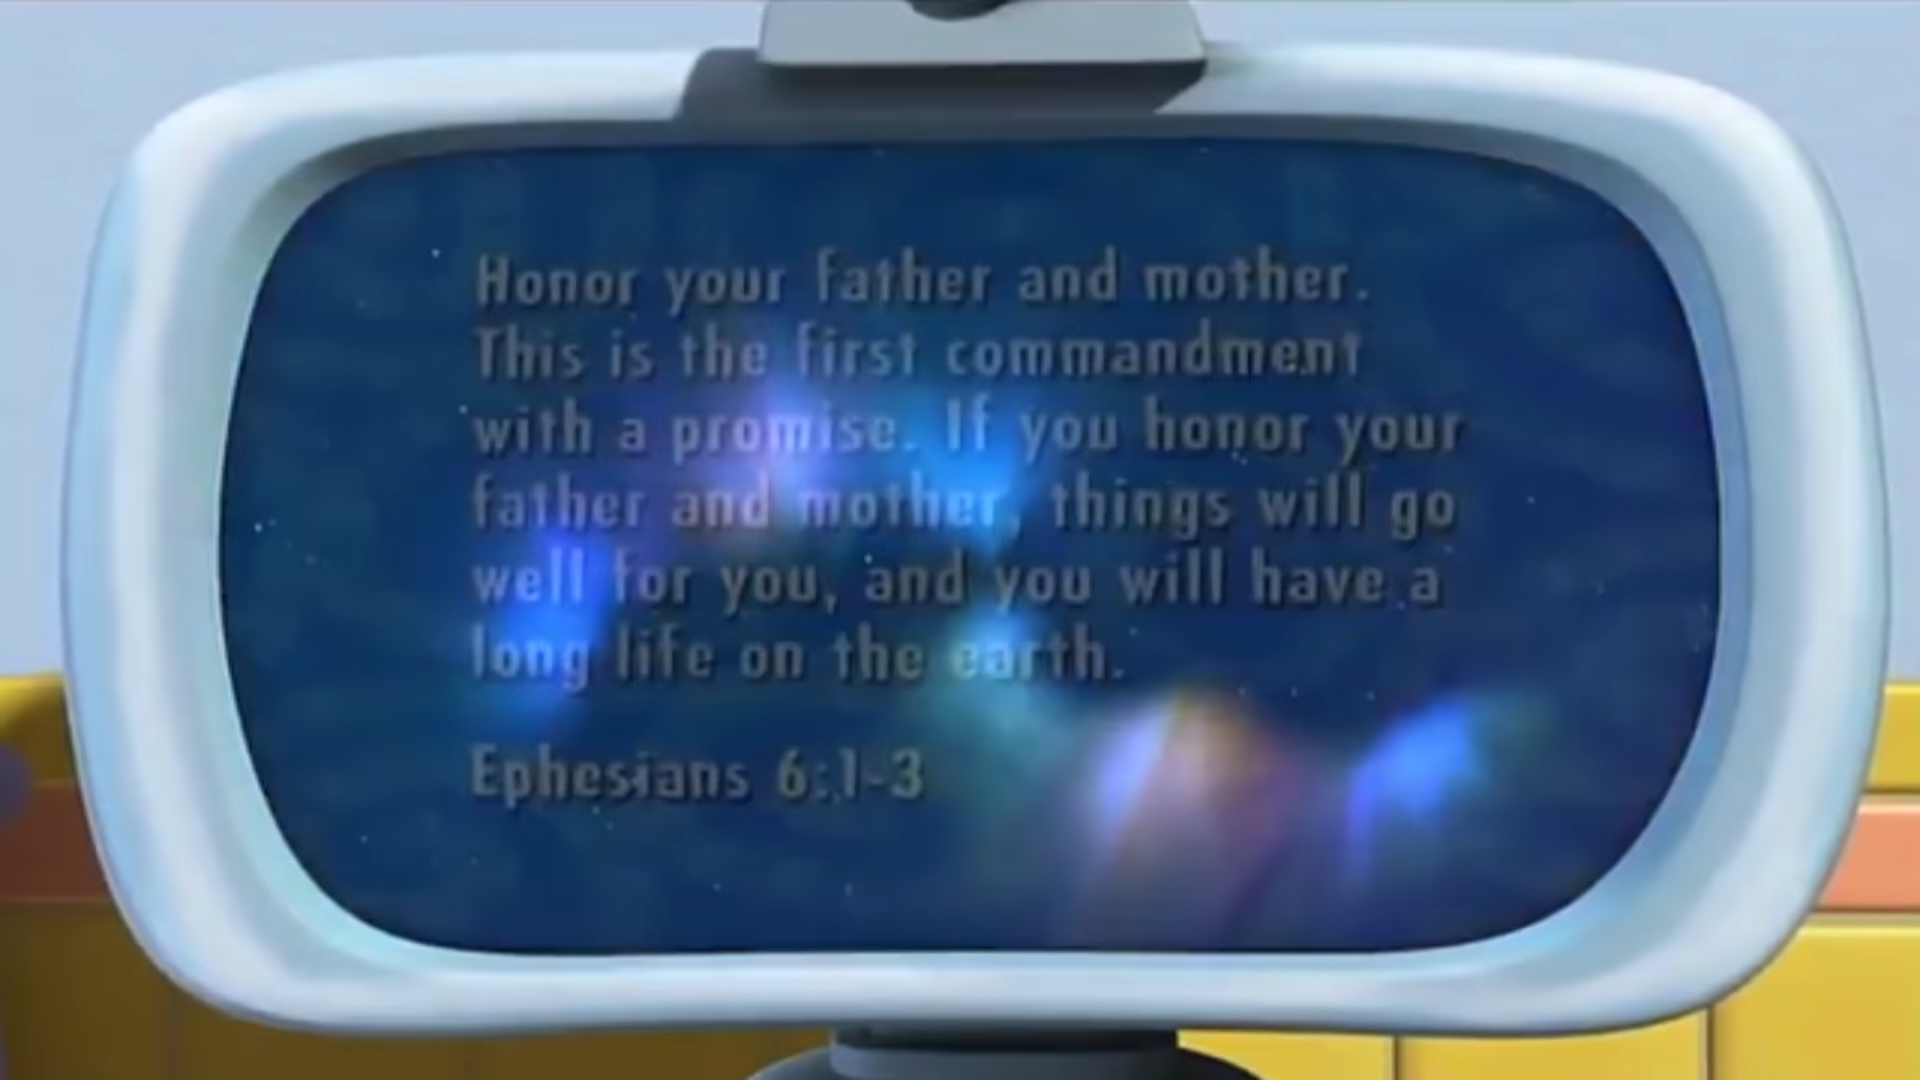 Honor your father and mother.
This is the first commandment
with a promise. If you honor your
father and mother, things will go
well for you, and you will have a
long life on the earth.
Ephesians 6:1-3